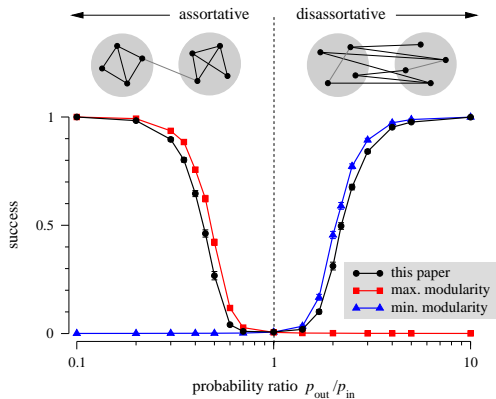 assortative
disassortative
1
0.5
0
success
this paper
max. modularity
min. modularity
0.1
1
10
probability ratio p_out/p_in